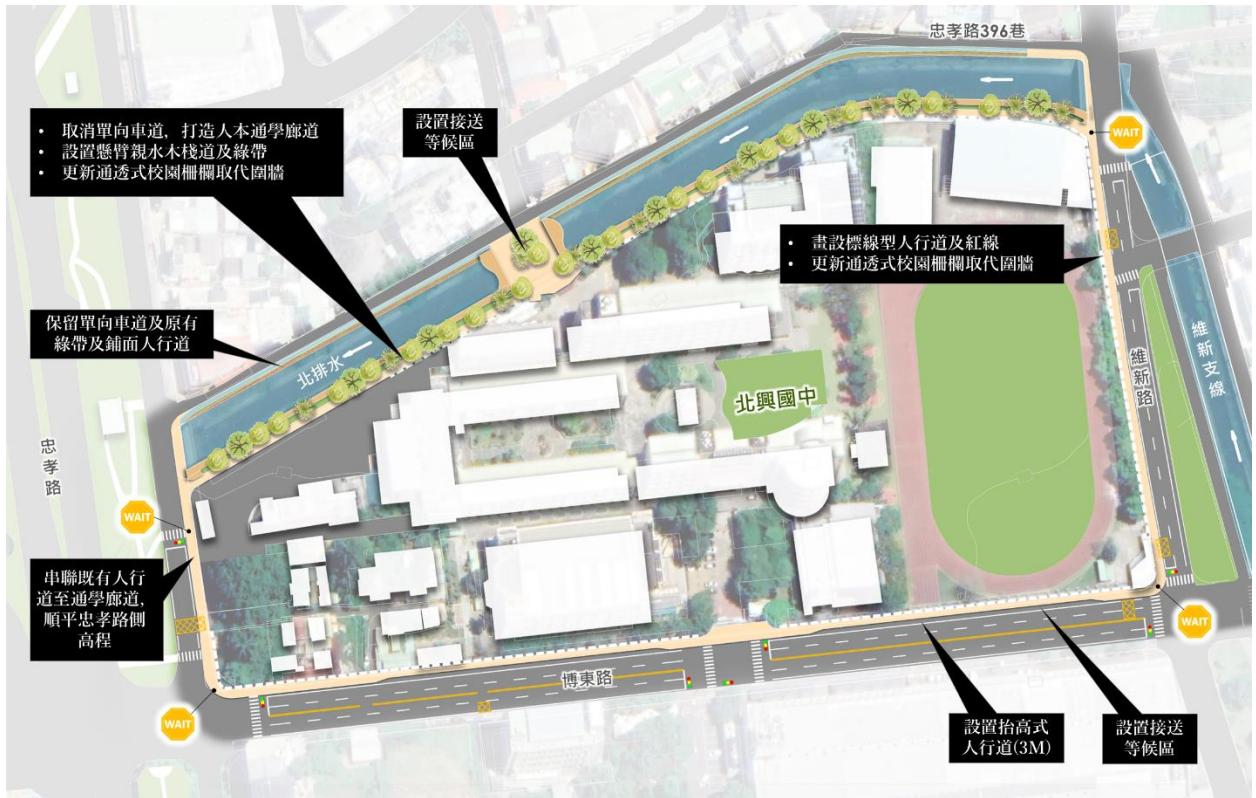 忠孝路396巷
• 取消單向車道，打造人本通學廊道
• 設置懸臂親水木棧道及綠帶
• 更新通透式校園柵欄取代圍牆
設置接送
等候區
WAIT
• 畫設標線型人行道及紅線
• 更新通透式校園柵欄取代圍牆
保留單向車道及原有
綠帶及鋪面人行道
北排水
維新支線
維新路
北興國中
忠孝路
WAIT
串聯既有人行
道至通學廊道，
順平忠孝路側
高程
WAIT
博東路
WAIT
設置抬高式
人行道(3M)
設置接送
等候區